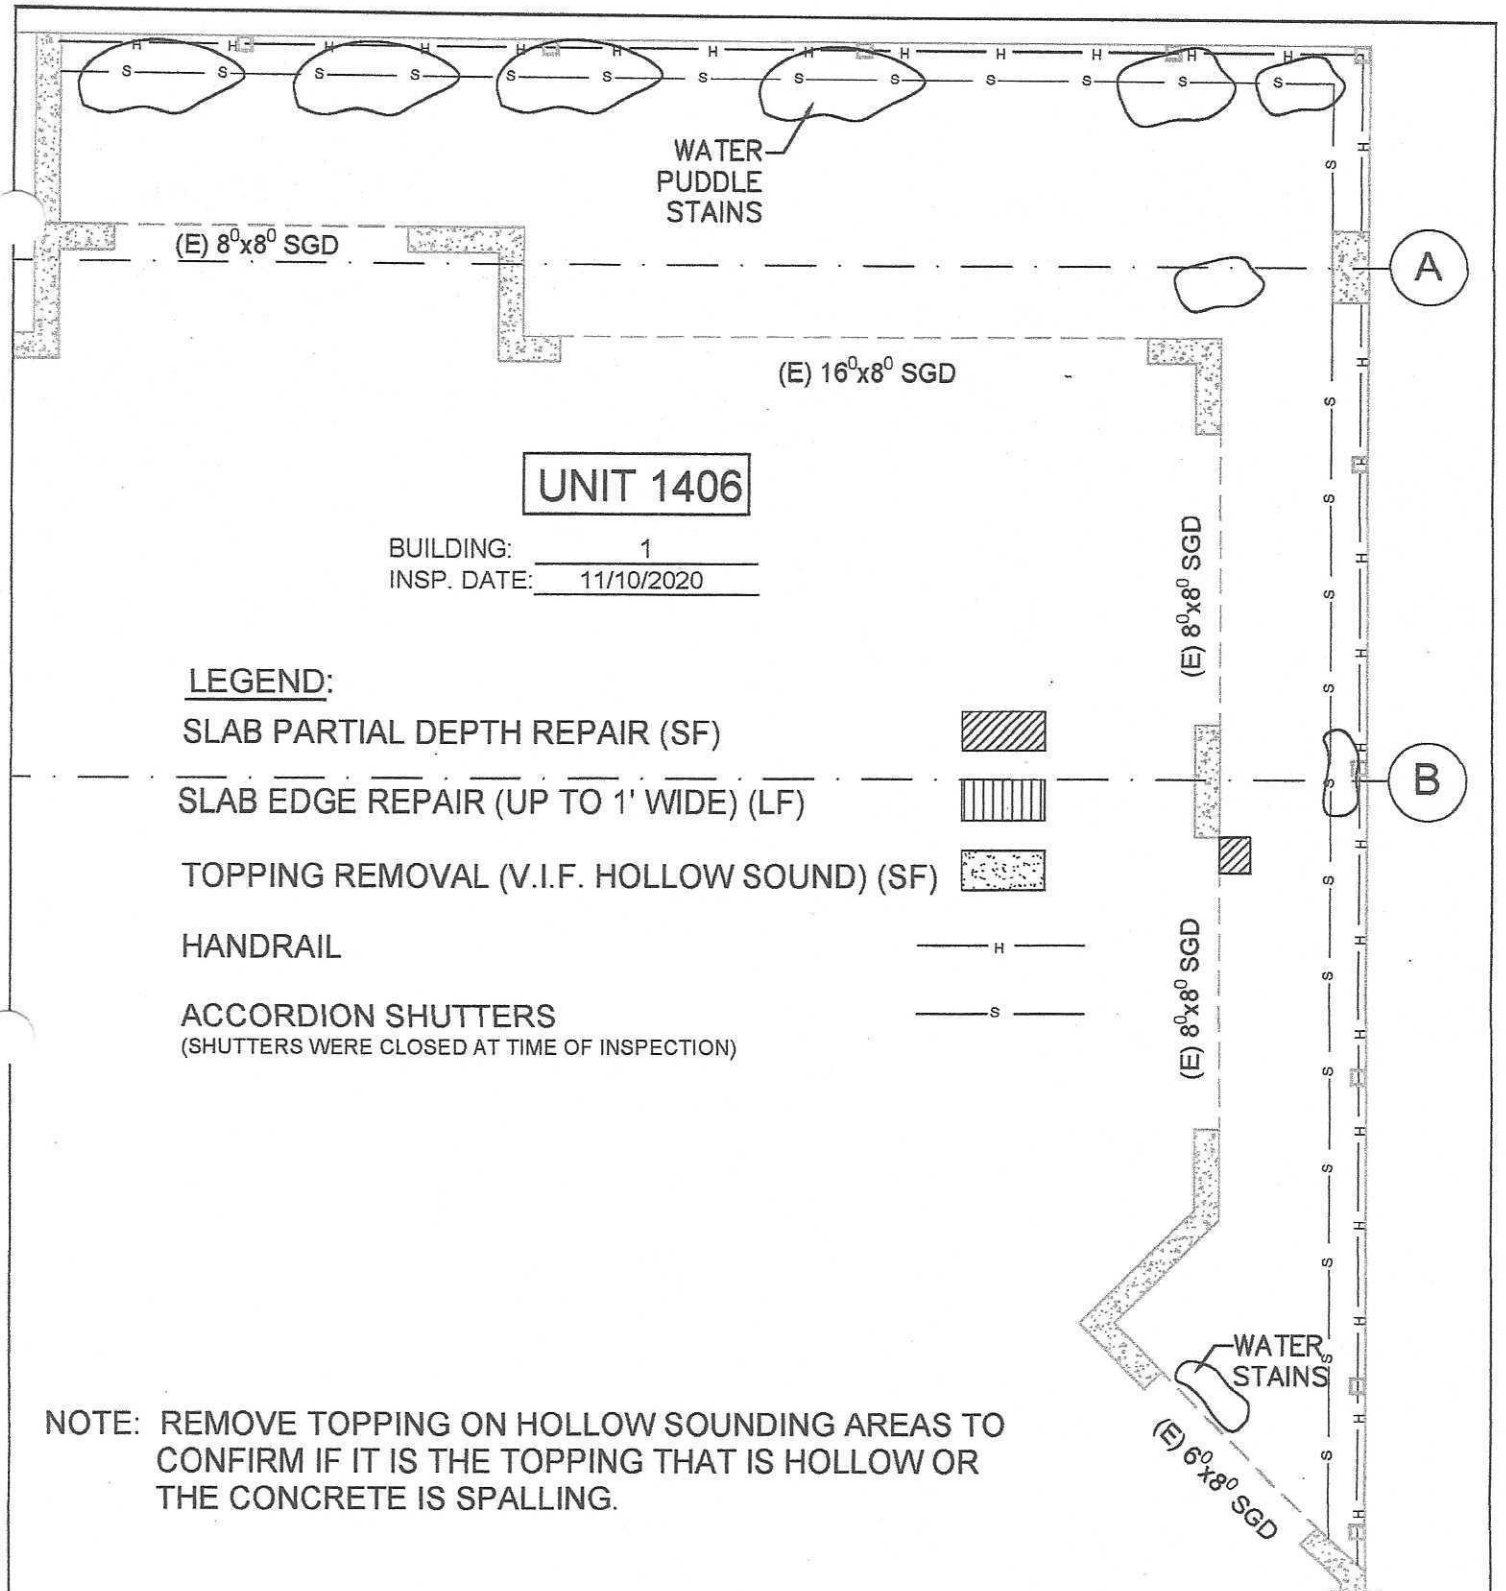 H H H H H H H H H H H H H
S S S S S S S S S S S S S
WATER
PUDDLE
STAINS
(E) 8⁰x8⁰ SGD
A
(E) 16⁰x8⁰ SGD
UNIT 1406
BUILDING: 1
INSP. DATE: 11/10/2020
(E) 8⁰x8⁰ SGD
LEGEND:
SLAB PARTIAL DEPTH REPAIR (SF)
B
SLAB EDGE REPAIR (UP TO 1' WIDE) (LF)
TOPPING REMOVAL (V.I.F. HOLLOW SOUND) (SF)
HANDRAIL H
(E) 8⁰x8⁰ SGD
ACCORDION SHUTTERS S
(SHUTTERS WERE CLOSED AT TIME OF INSPECTION)
WATER
STAINS
(E) 6⁰x8⁰ SGD
NOTE: REMOVE TOPPING ON HOLLOW SOUNDING AREAS TO
CONFIRM IF IT IS THE TOPPING THAT IS HOLLOW OR
THE CONCRETE IS SPALLING.